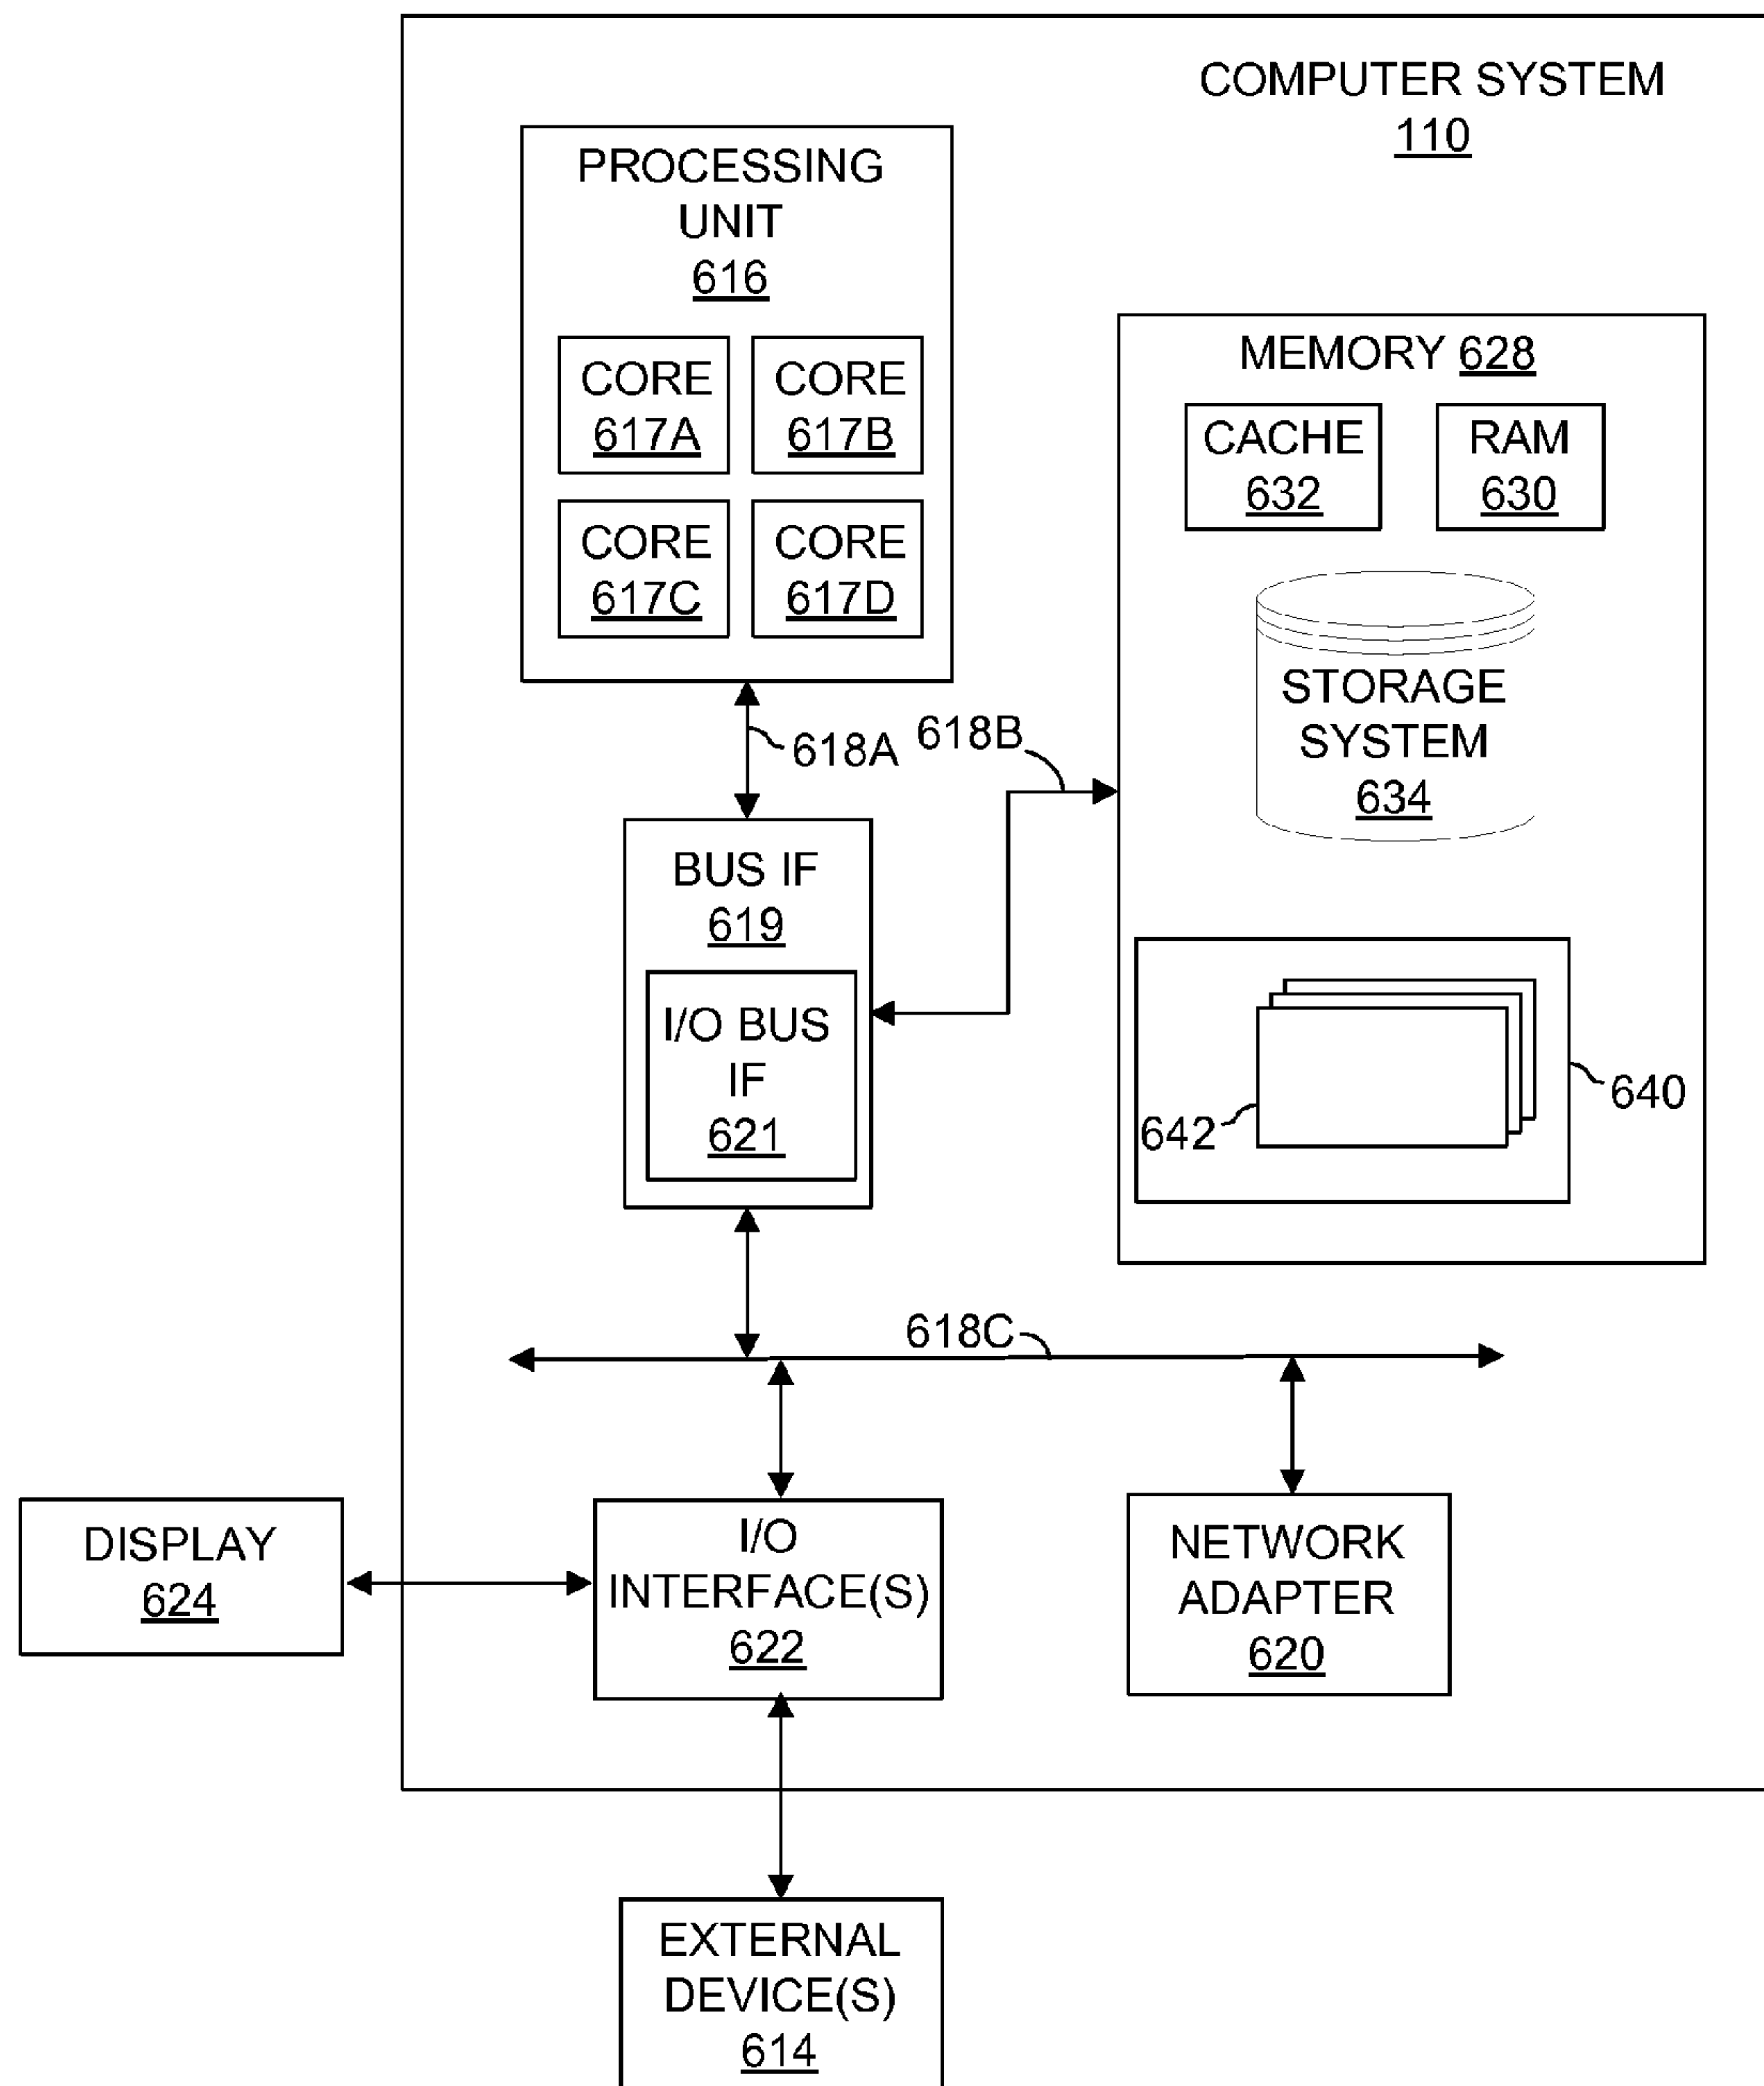 COMPUTER SYSTEM
110
PROCESSING
UNIT
616
CORE
617A
CORE
617B
CORE
617C
CORE
617D
MEMORY 628
CACHE
632
RAM
630
STORAGE
SYSTEM
634
618A
618B
BUS IF
619
I/O BUS
IF
621
640
642
618C
DISPLAY
624
I/O
INTERFACE(S)
622
NETWORK
ADAPTER
620
EXTERNAL
DEVICE(S)
614